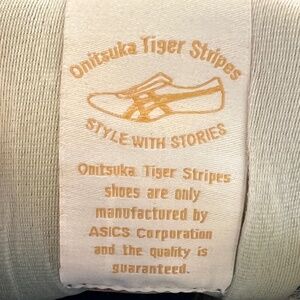 Onitsuka Tiger Stripes
STYLE WITH STORIES
Onitsuka Tiger Stripes
shoes are only
manufactured by
ASICS Corporation
and the quality is
guaranteed.